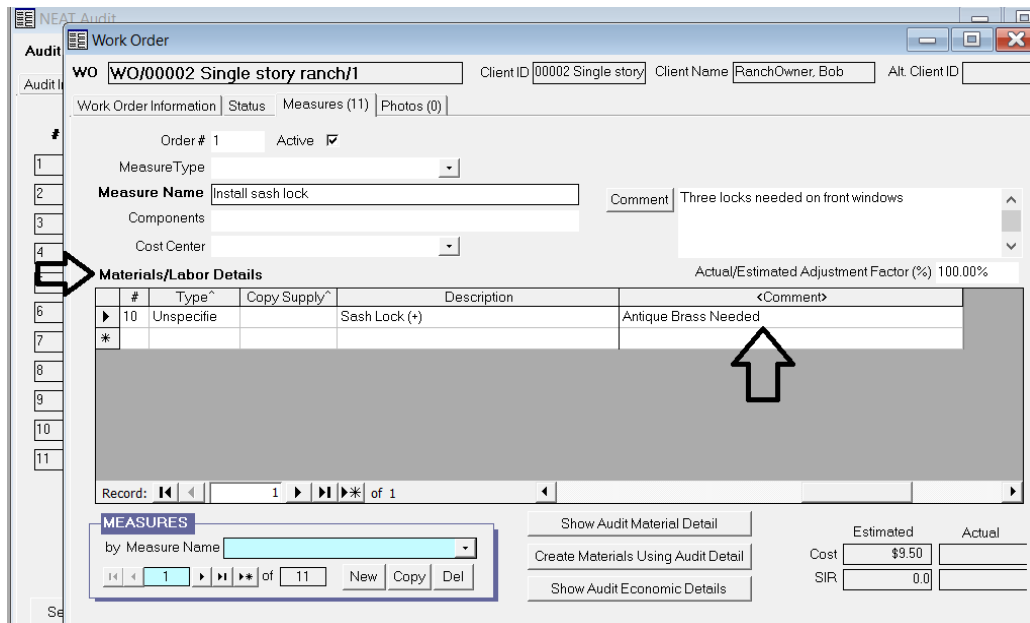 NEAT Audit
Work Order
Audit
WO WO/00002 Single story ranch/1 Client ID 00002 Single story Client Name RanchOwner, Bob Alt. Client ID
Audit I
Work Order Information Status Measures (11) Photos (0)
# Order # 1 Active
1 MeasureType
2 Measure Name Install sash lock Comment Three locks needed on front windows
3 Components
4 Cost Center
Materials/Labor Details Actual/Estimated Adjustment Factor (%) 100.00%
# Type^ Copy Supply^ Description <Comment>
6 10 Unspecifie Sash Lock (+) Antique Brass Needed
7 *
8
9
10
11
Record: 1 of 1
MEASURES Show Audit Material Detail Estimated Actual
by Measure Name Create Materials Using Audit Detail Cost $9.50
1 of 11 New Copy Del Show Audit Economic Details SIR 0.0
Se